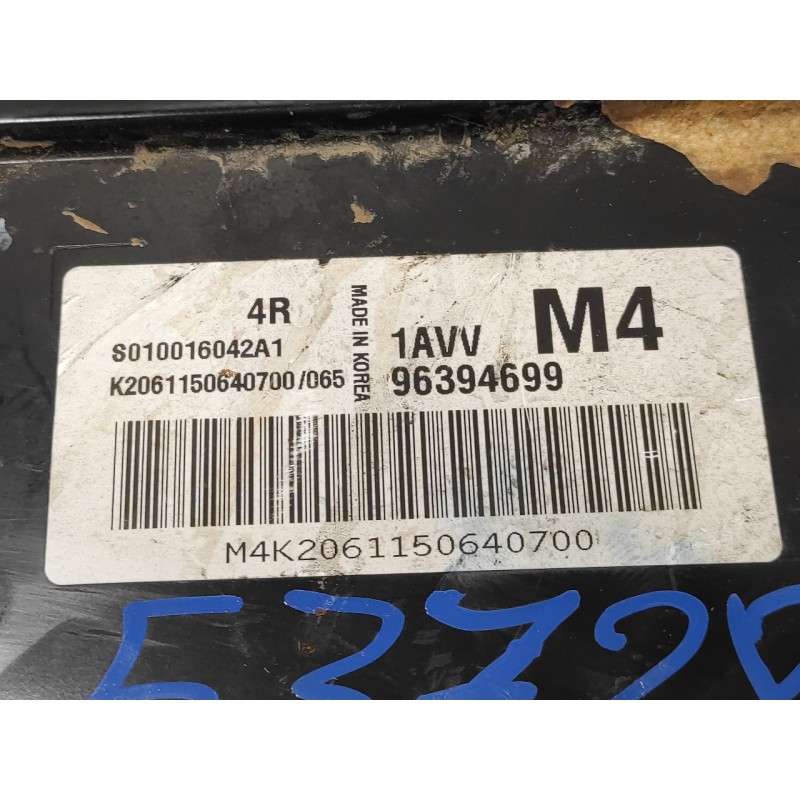 4R
S010016042A1
K2061150640700/065
MADE IN KOREA
1AVV M4
96394699
M4K2061150640700